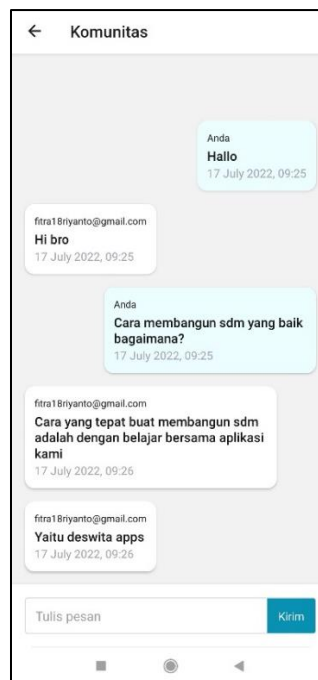 Komunitas
Anda
Hallo
17 July 2022, 09:25
fitra18riyanto@gmail.com
Hi bro
17 July 2022, 09:25
Anda
Cara membangun sdm yang baik
bagaimana?
17 July 2022, 09:25
fitra18riyanto@gmail.com
Cara yang tepat buat membangun sdm
adalah dengan belajar bersama aplikasi
kami
17 July 2022, 09:26
fitra18riyanto@gmail.com
Yaitu deswita apps
17 July 2022, 09:26
Tulis pesan
Kirim